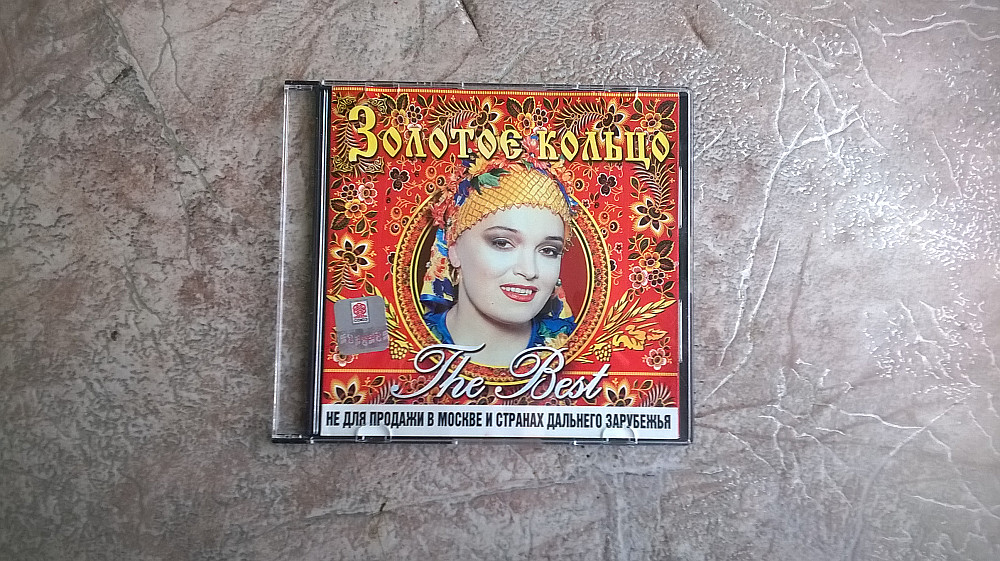 Золотое кольцо
The Best
НЕ ДЛЯ ПРОДАЖИ В МОСКВЕ И СТРАНАХ ДАЛЬНЕГО ЗАРУБЕЖЬЯ